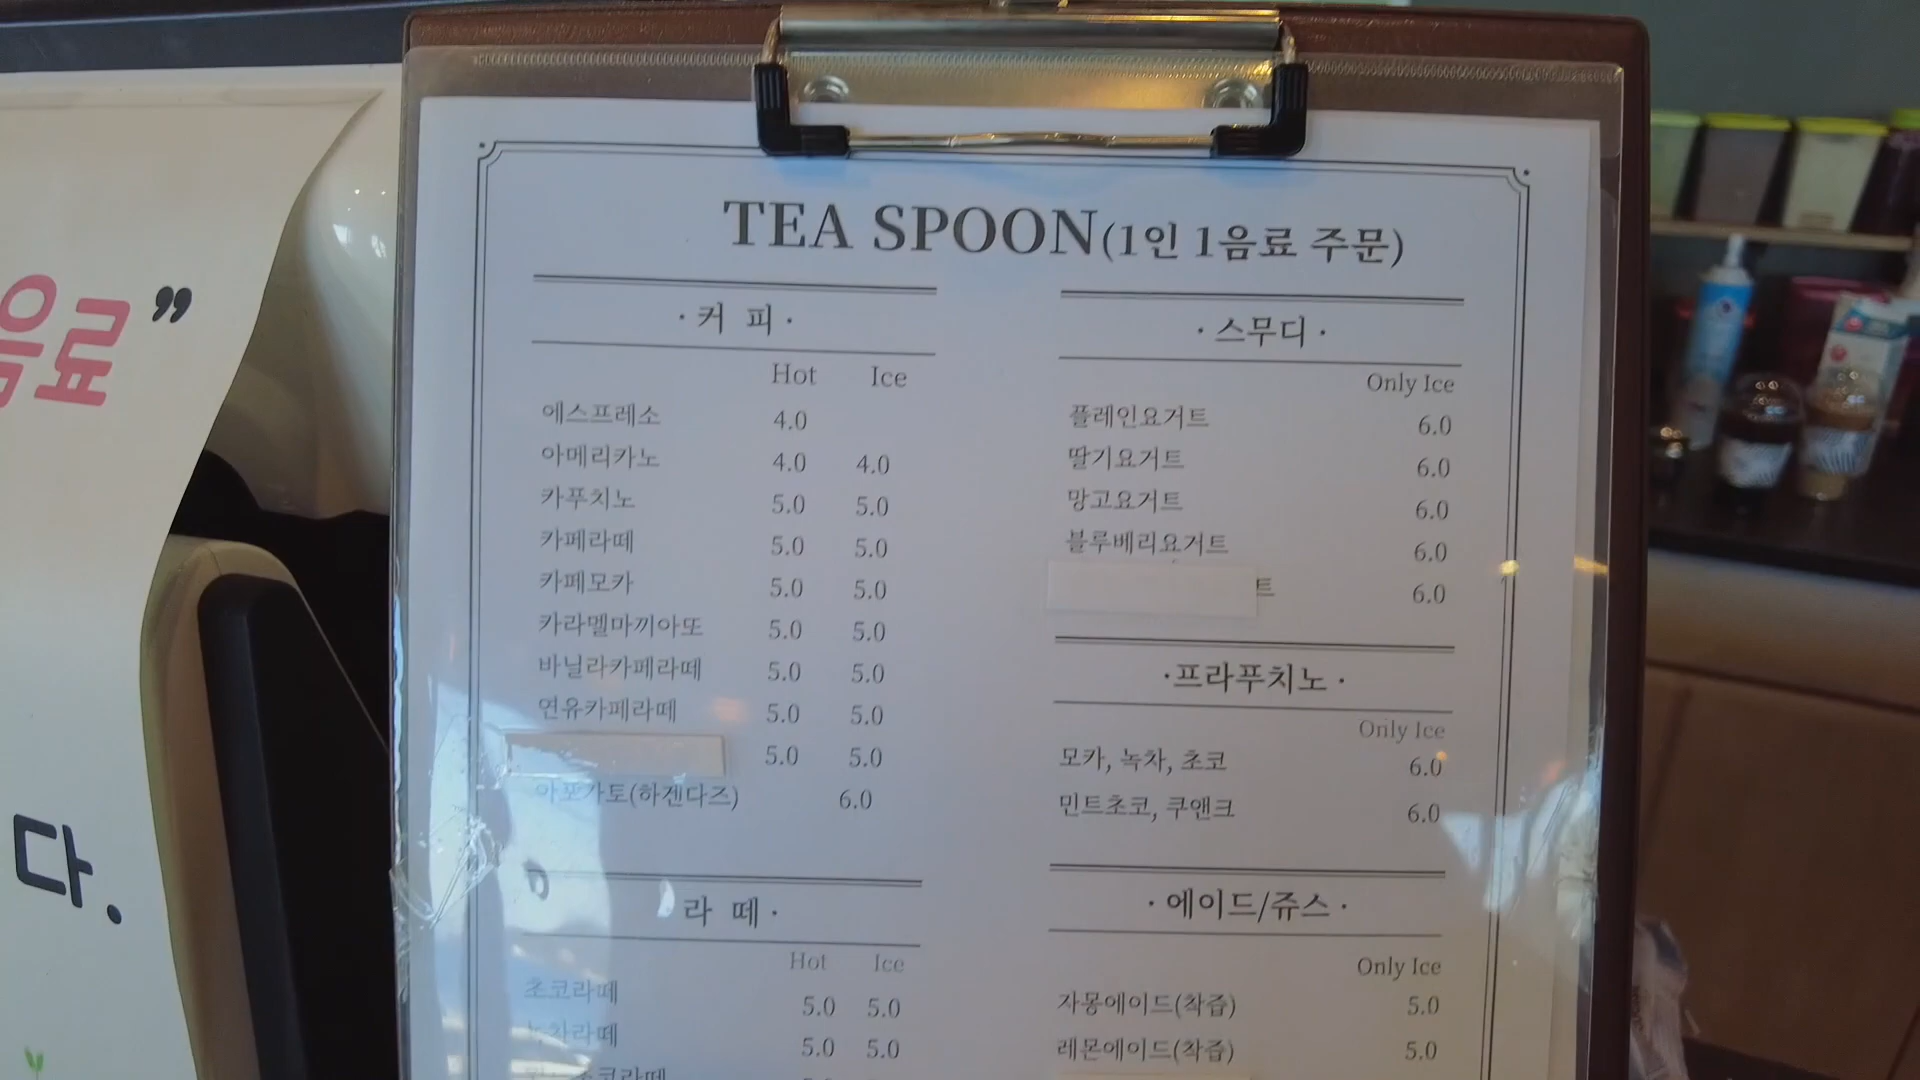 음료”
다.
TEA SPOON(1인 1음료 주문)
·커 피·
Hot Ice
에스프레소 4.0
아메리카노 4.0 4.0
카푸치노 5.0 5.0
카페라떼 5.0 5.0
카페모카 5.0 5.0
카라멜마끼아또 5.0 5.0
바닐라카페라떼 5.0 5.0
연유카페라떼 5.0 5.0
5.0 5.0
아포가토(하겐다즈) 6.0
라 떼·
Hot Ice
초코라떼 5.0 5.0
녹차라떼 5.0 5.0
·스무디·
Only Ice
플레인요거트 6.0
딸기요거트 6.0
망고요거트 6.0
블루베리요거트 6.0
트 6.0
·프라푸치노·
Only Ice
모카, 녹차, 초코 6.0
민트초코, 쿠앤크 6.0
·에이드/쥬스·
Only Ice
자몽에이드(착즙) 5.0
레몬에이드(착즙) 5.0